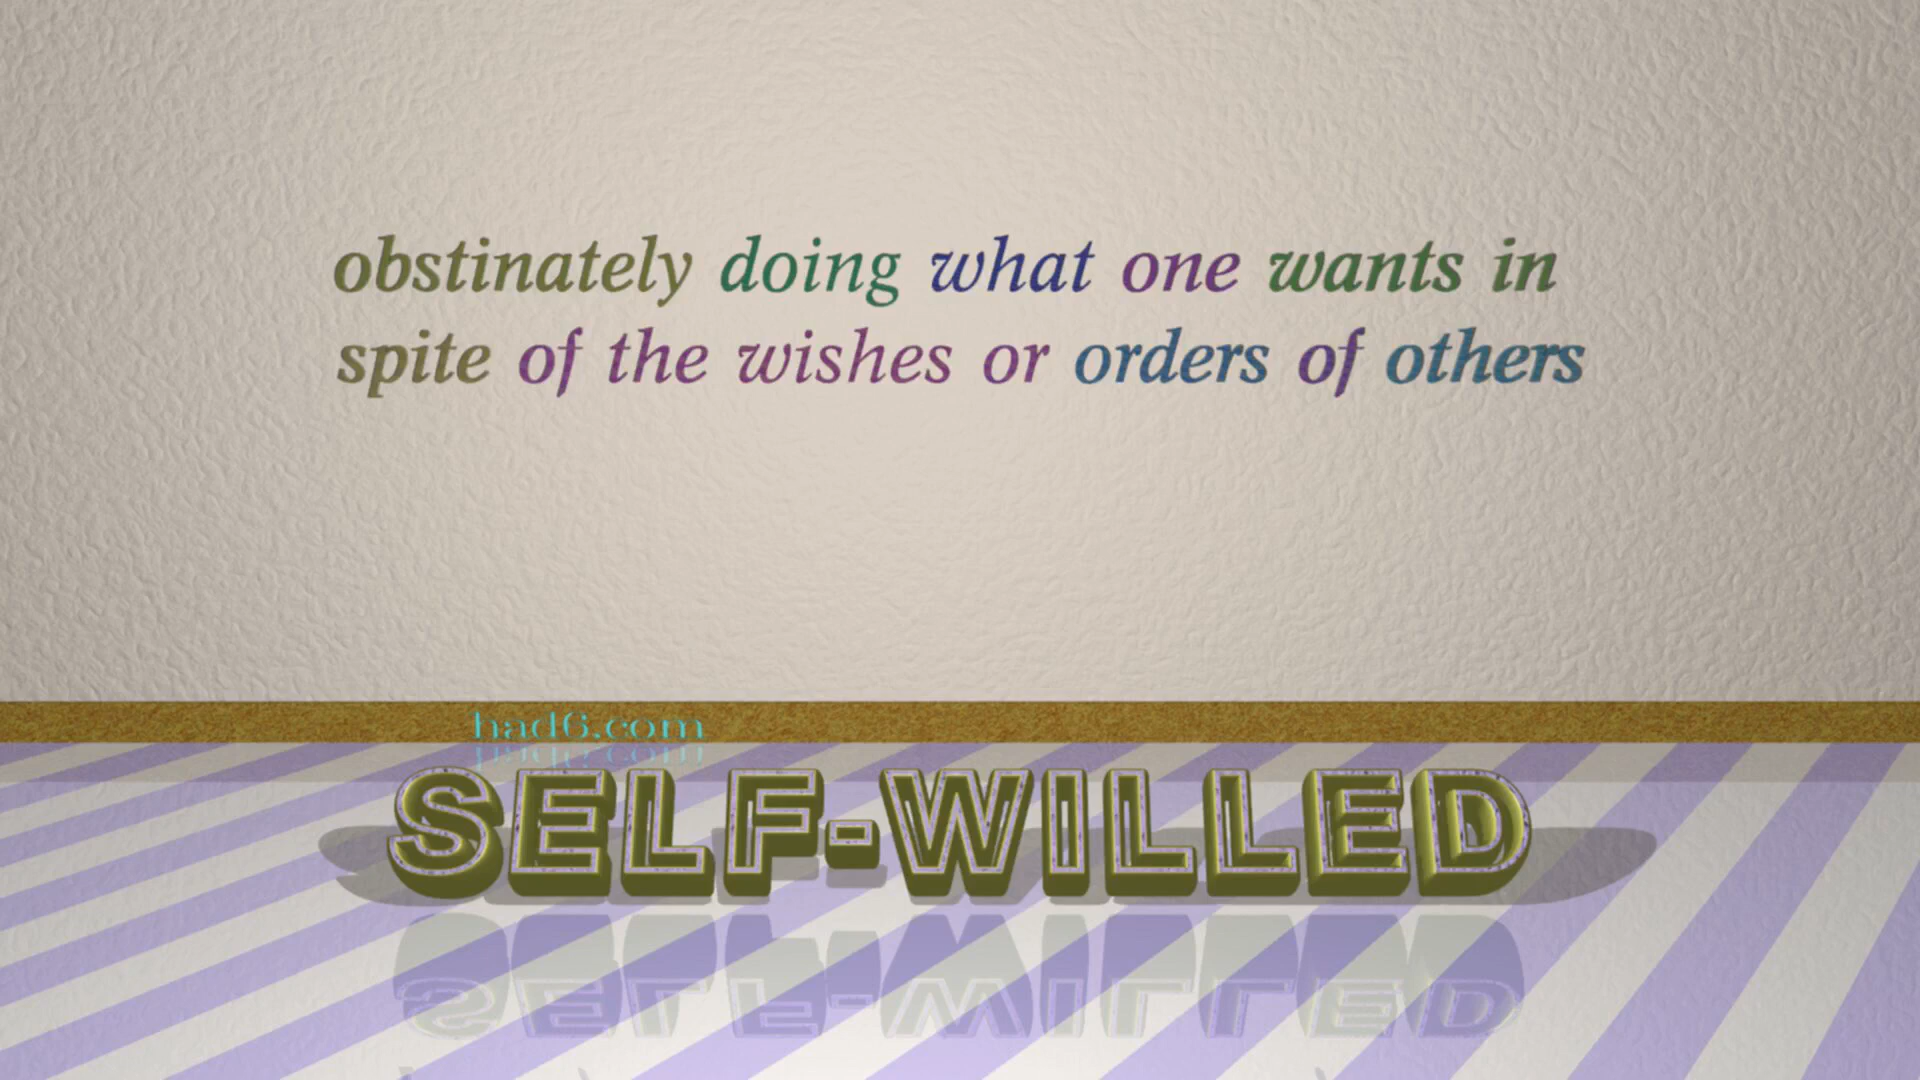 obstinately doing what one wants in
spite of the wishes or orders of others
had6.com
SELF-WILLED